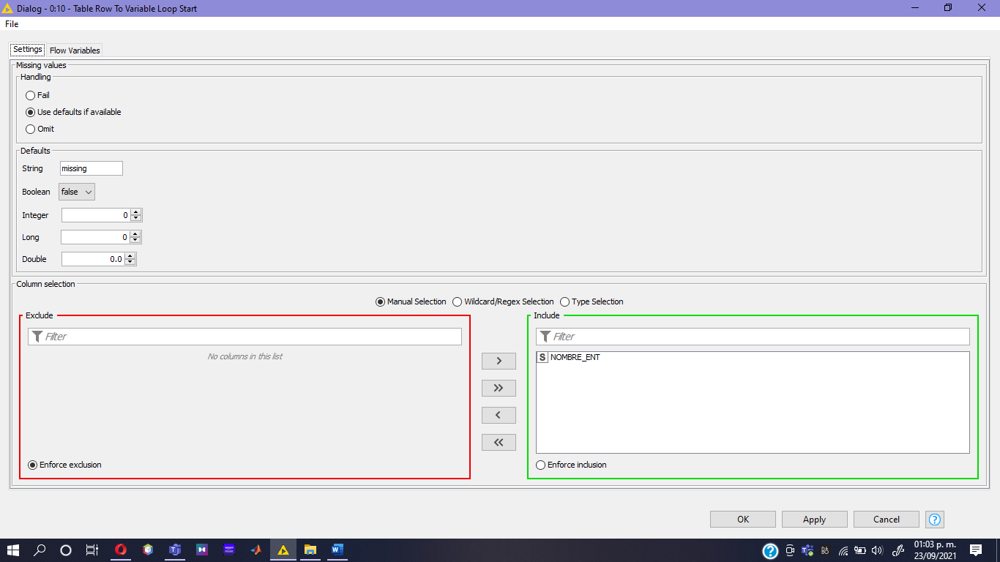 Dialog - 0:10 - Table Row To Variable Loop Start
File
Settings
Flow Variables
Missing values
Handling
Fail
Use defaults if available
Omit
Defaults
String
missing
Boolean
false
Integer
0
Long
0
Double
0.0
Column selection
Manual Selection
Wildcard/Regex Selection
Type Selection
Exclude
Filter
No columns in this list
Enforce exclusion
>
>>
<
<<
Include
Filter
S NOMBRE_ENT
Enforce inclusion
OK
Apply
Cancel
?
?
01:03 p. m.
23/09/2021